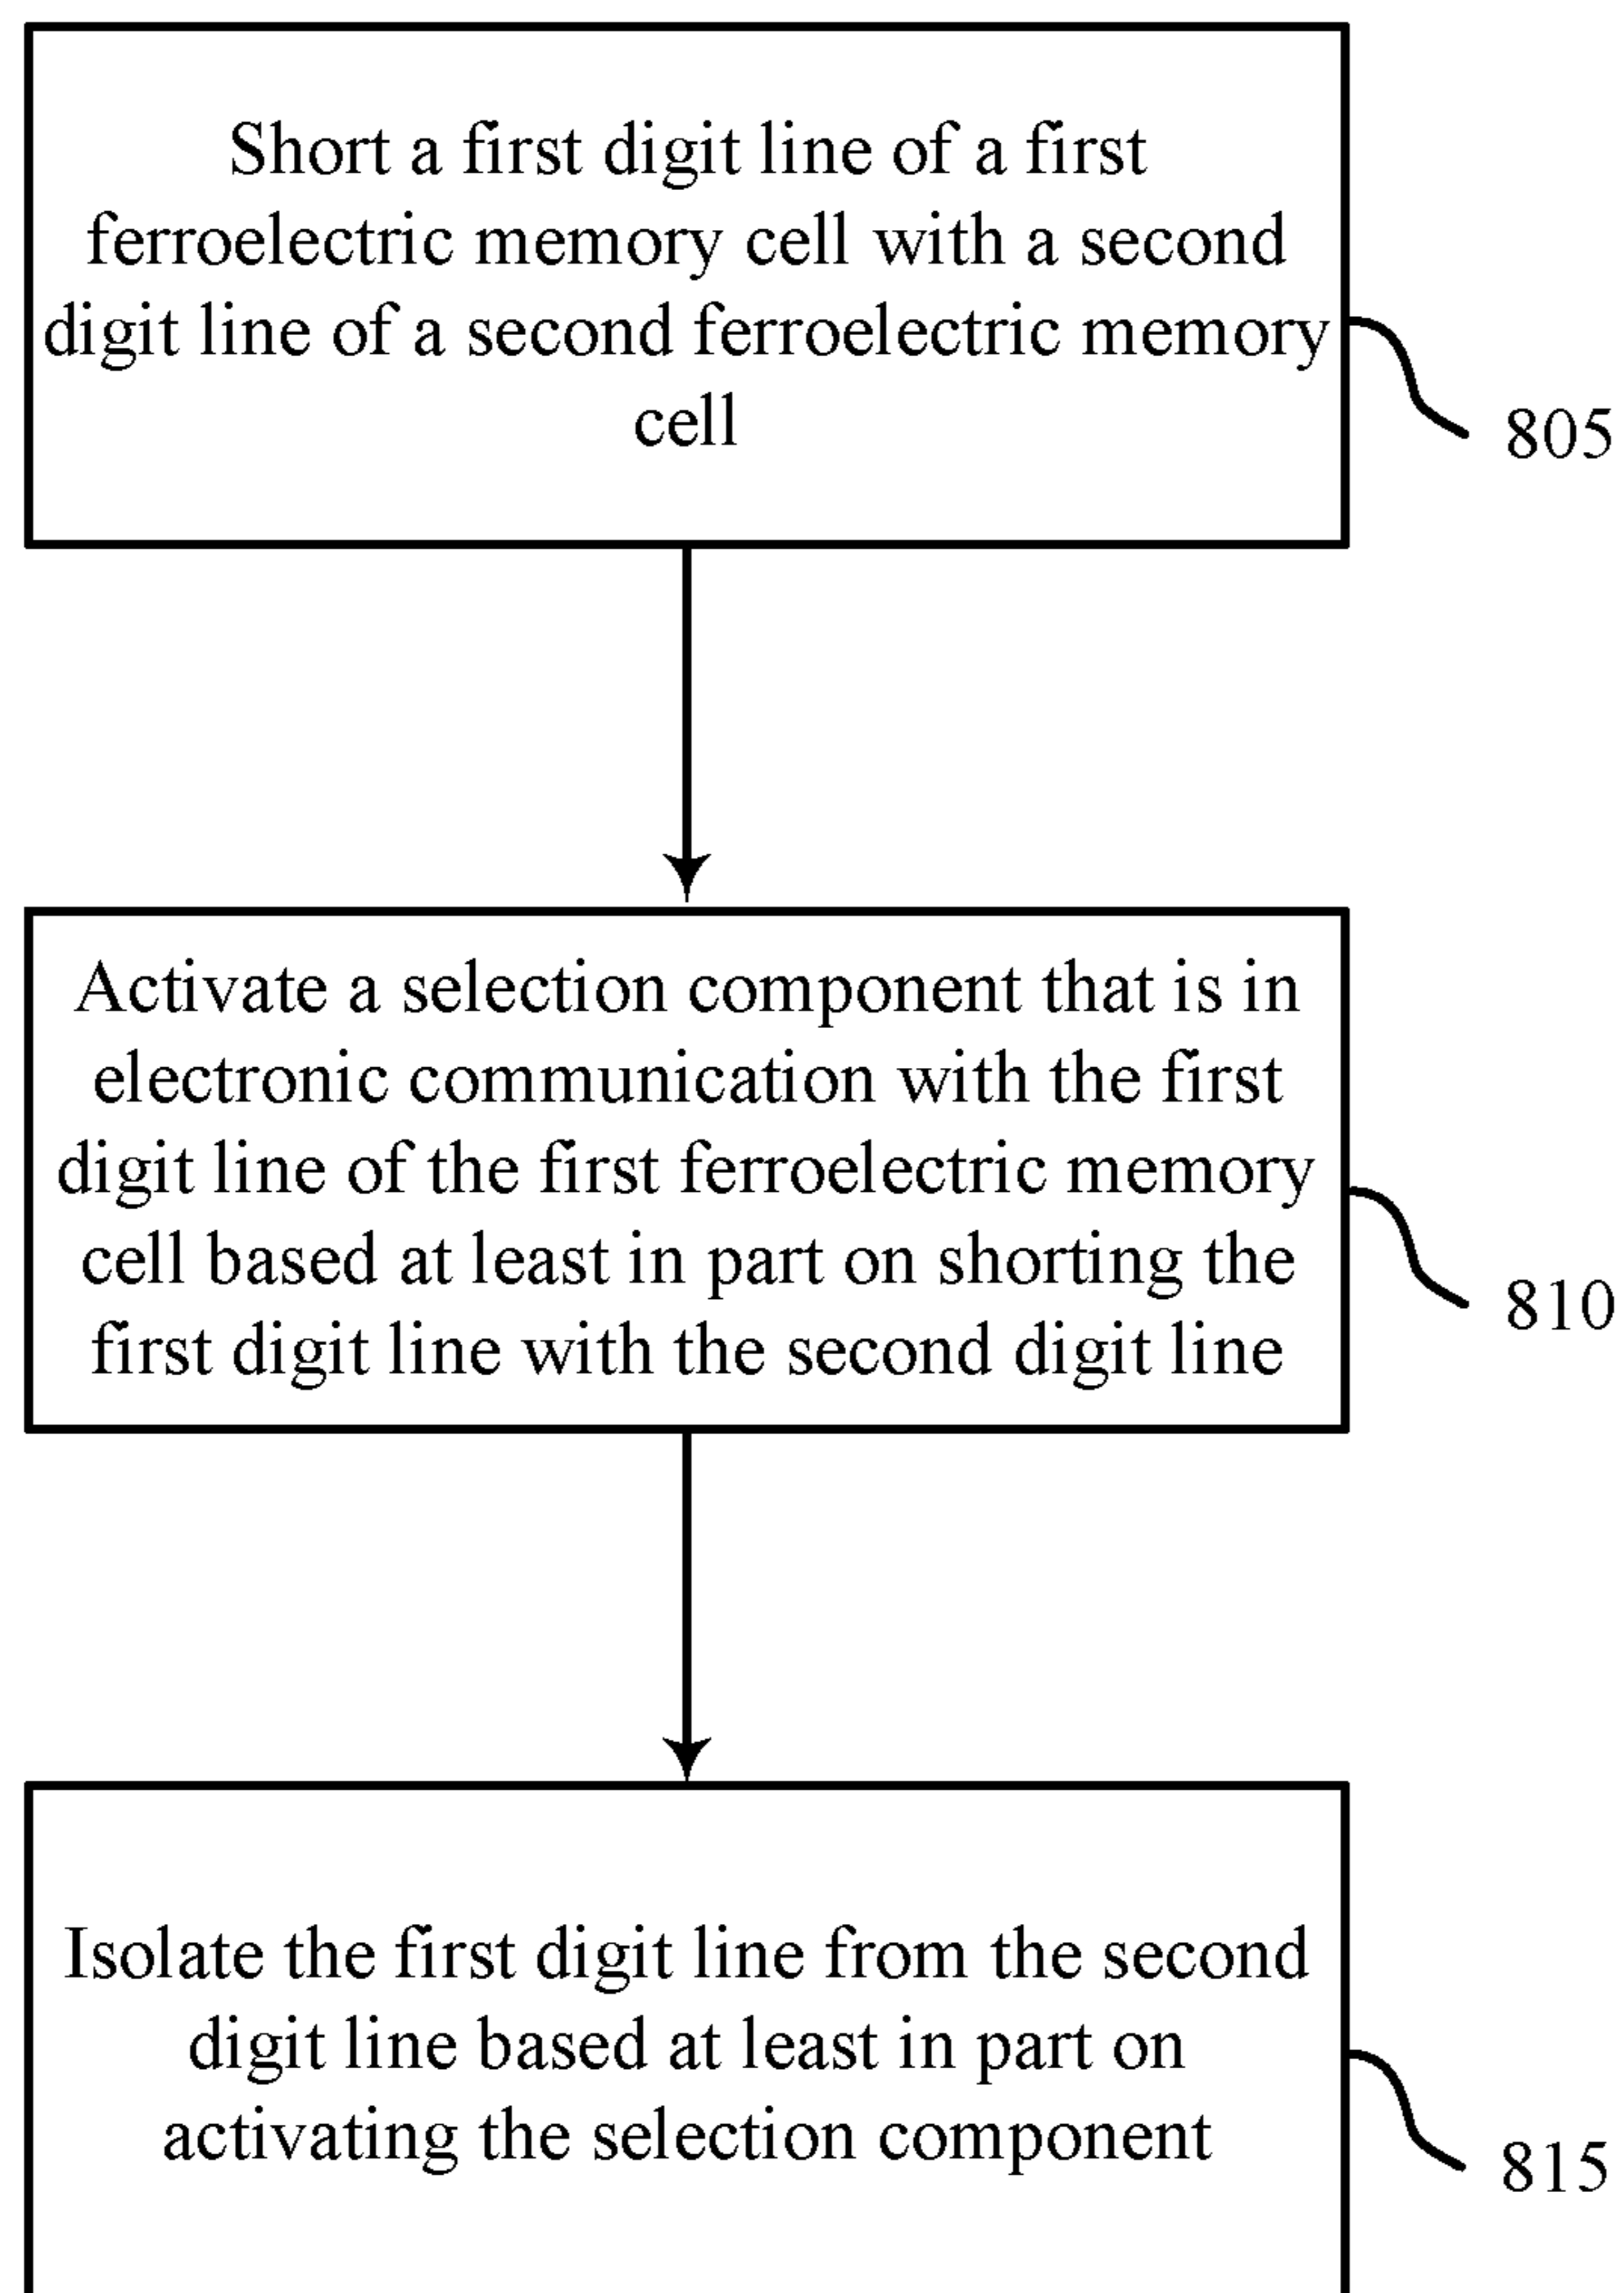 Short a first digit line of a first
ferroelectric memory cell with a second
digit line of a second ferroelectric memory
cell
805
Activate a selection component that is in
electronic communication with the first
digit line of the first ferroelectric memory
cell based at least in part on shorting the
first digit line with the second digit line
810
Isolate the first digit line from the second
digit line based at least in part on
activating the selection component
815